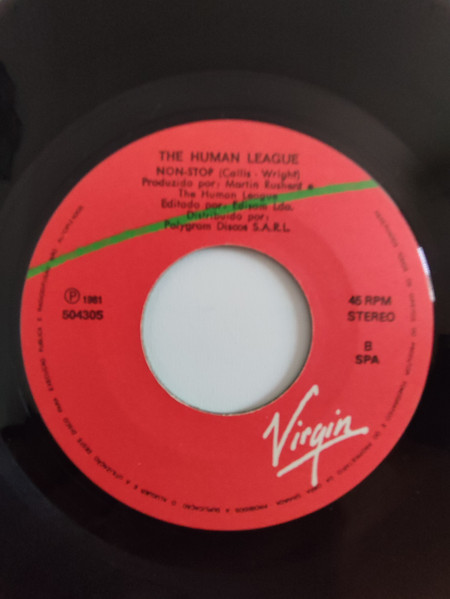 THE HUMAN LEAGUE
NON-STOP (Callis - Wright)
Produzido por: Martin Rushent e
The Human League
Editado por: Edisom Lda.
Distribuido por:
Polygram Discos S.A.R.L.
℗ 1981
504305
45 RPM
STEREO
B
SPA
Virgin